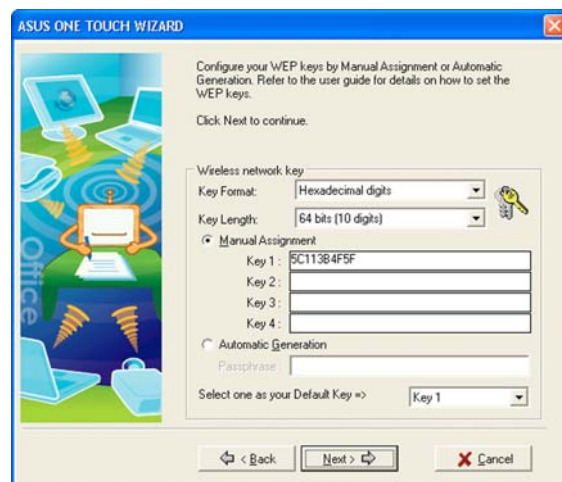 ASUS ONE TOUCH WIZARD
Configure your WEP keys by Manual Assignment or Automatic
Generation. Refer to the user guide for details on how to set the
WEP keys.
Click Next to continue.
Wireless network key
Key Format: Hexadecimal digits
Key Length: 64 bits (10 digits)
Manual Assignment
Key 1 : 5C113B4F5F
Key 2 :
Key 3 :
Key 4 :
Automatic Generation
Passphrase :
Select one as your Default Key => Key 1
Office
< Back Next > Cancel